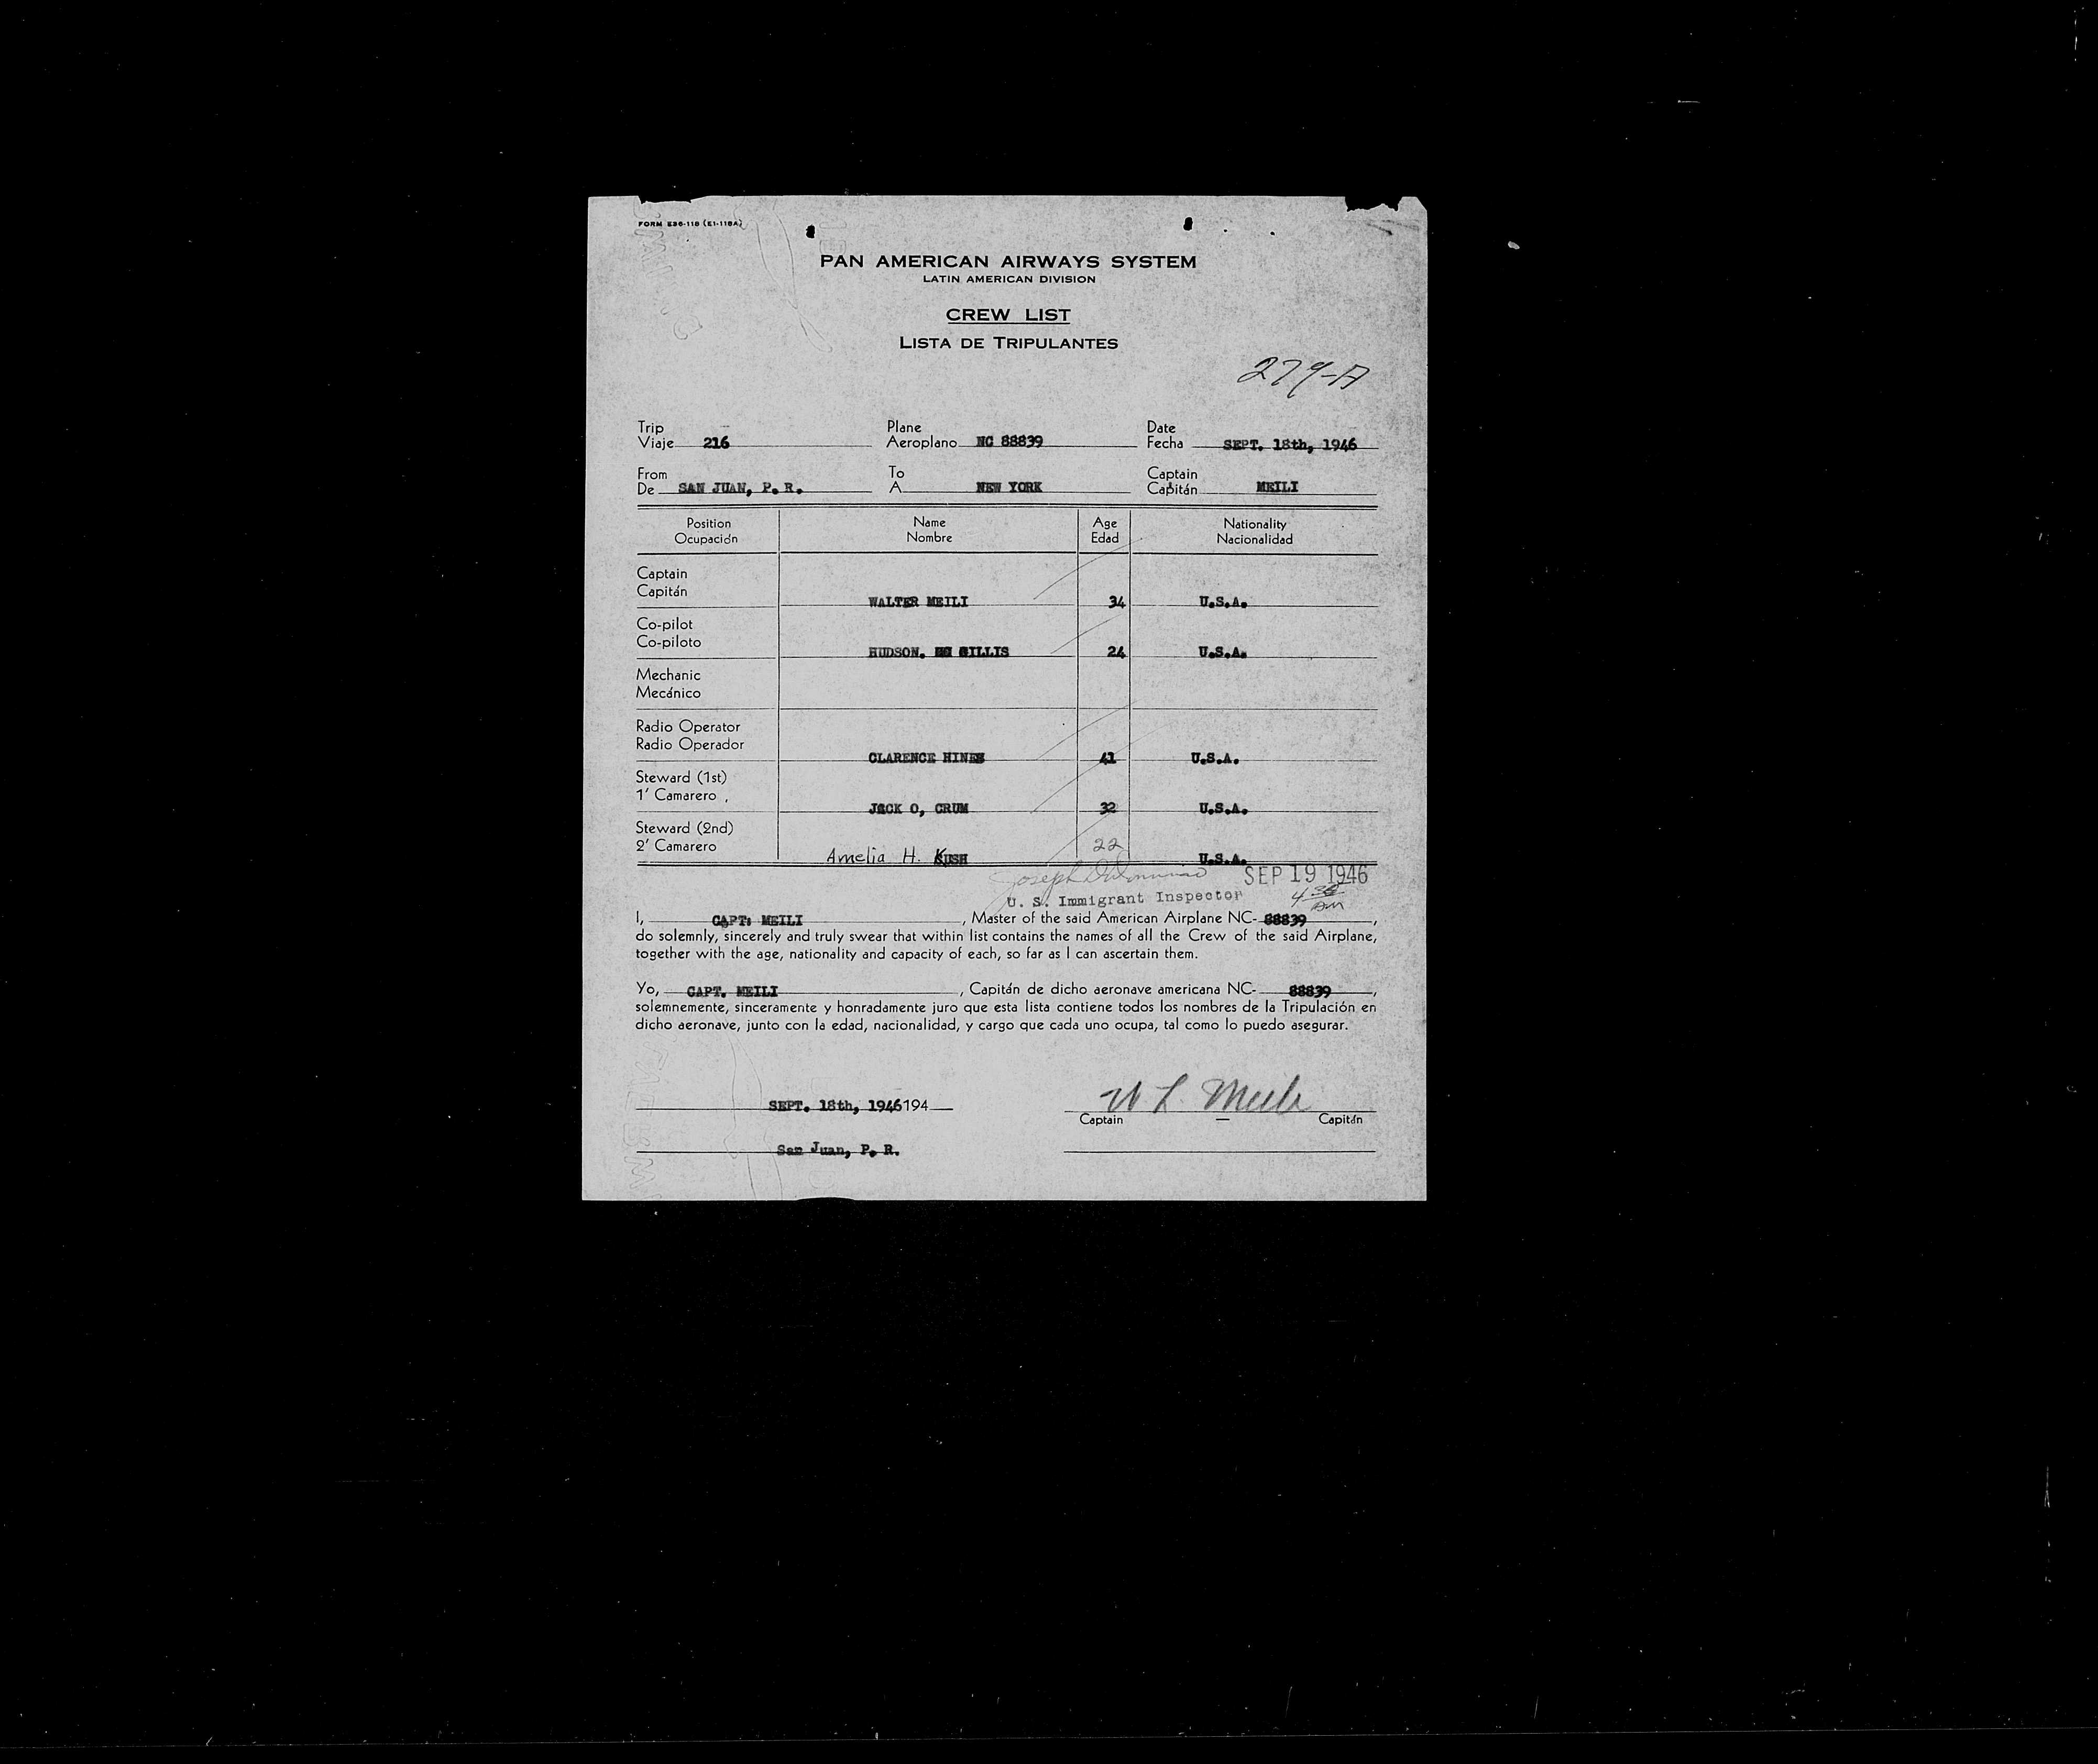 FORM E36-118 (E1-118A)
PAN AMERICAN AIRWAYS SYSTEM
LATIN AMERICAN DIVISION
CREW LIST
LISTA DE TRIPULANTES
279-A
Trip Plane Date
Viaje 216 Aeroplano NC 88839 Fecha SEPT. 18th, 1946
From To Captain
De SAN JUAN, P. R. A NEW YORK Capitán MEILI
Position Name Age Nationality
Ocupación Nombre Edad Nacionalidad
Captain
Capitán WALTER MEILI 34 U.S.A.
Co-pilot
Co-piloto HUDSON. GILLIS 24 U.S.A.
Mechanic
Mecánico
Radio Operator
Radio Operador CLARENCE HINES 41 U.S.A.
Steward (1st)
1' Camarero JACK O, CRUM 32 U.S.A.
Steward (2nd)
2' Camarero Amelia H. KUSH 22 U.S.A.
Joseph SEP 19 1946
U. S. Immigrant Inspector 4 30 AM
I, CAPT: MEILI, Master of the said American Airplane NC- 88839,
do solemnly, sincerely and truly swear that within list contains the names of all the Crew of the said Airplane,
together with the age, nationality and capacity of each, so far as I can ascertain them.
Yo, CAPT. MEILI, Capitán de dicho aeronave americana NC- 88839,
solemnemente, sinceramente y honradamente juro que esta lista contiene todos los nombres de la Tripulación en
dicho aeronave, junto con la edad, nacionalidad, y cargo que cada uno ocupa, tal como lo puedo asegurar.
SEPT. 18th, 1946194 W L Meili
Captain — Capitán
San Juan, P. R.